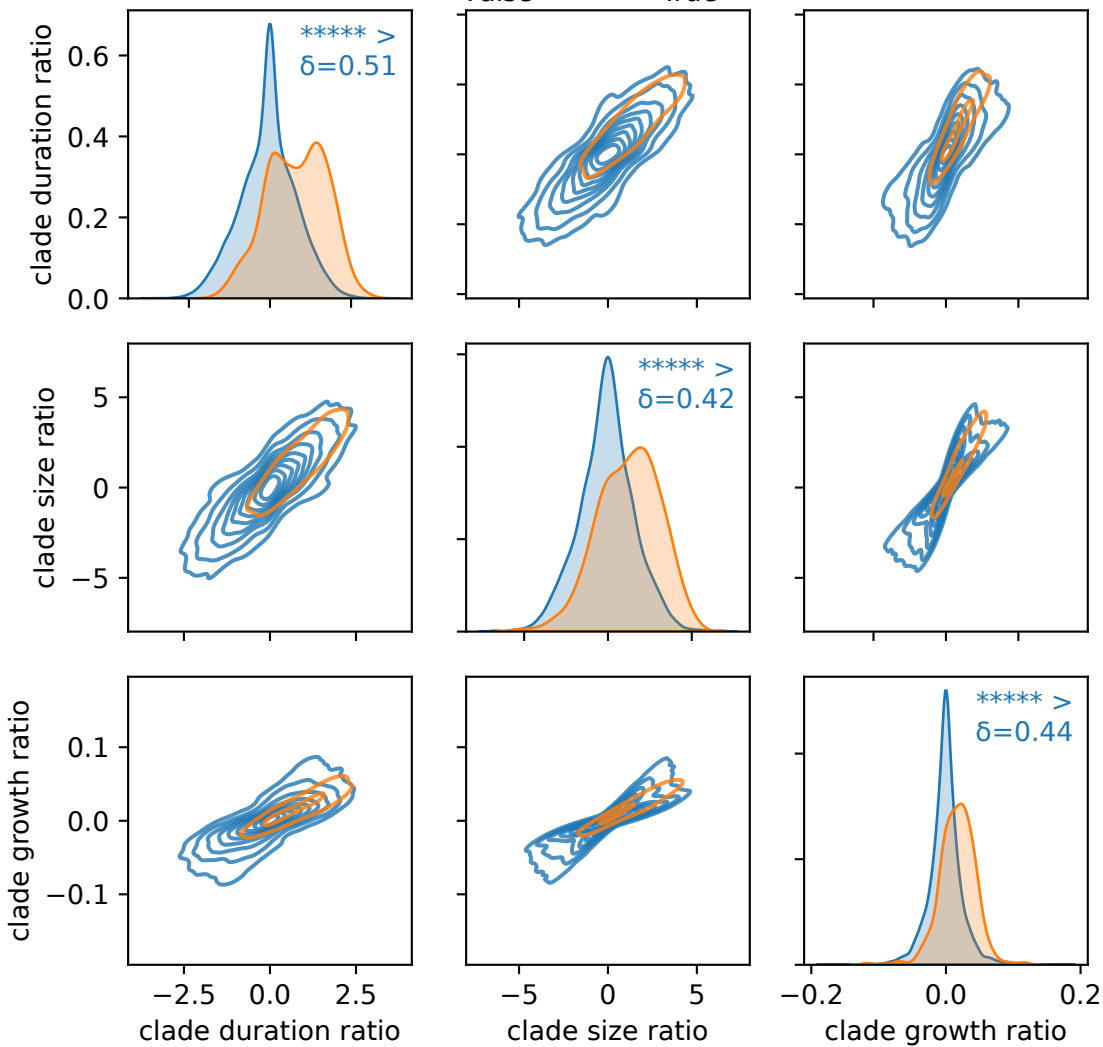 False True
clade duration ratio
0.6
0.4
0.2
0.0
***** >
δ=0.51
clade size ratio
5
0
−5
***** >
δ=0.42
clade growth ratio
0.1
0.0
−0.1
***** >
δ=0.44
−2.5 0.0 2.5
−5 0 5
−0.2 0.0 0.2
clade duration ratio
clade size ratio
clade growth ratio